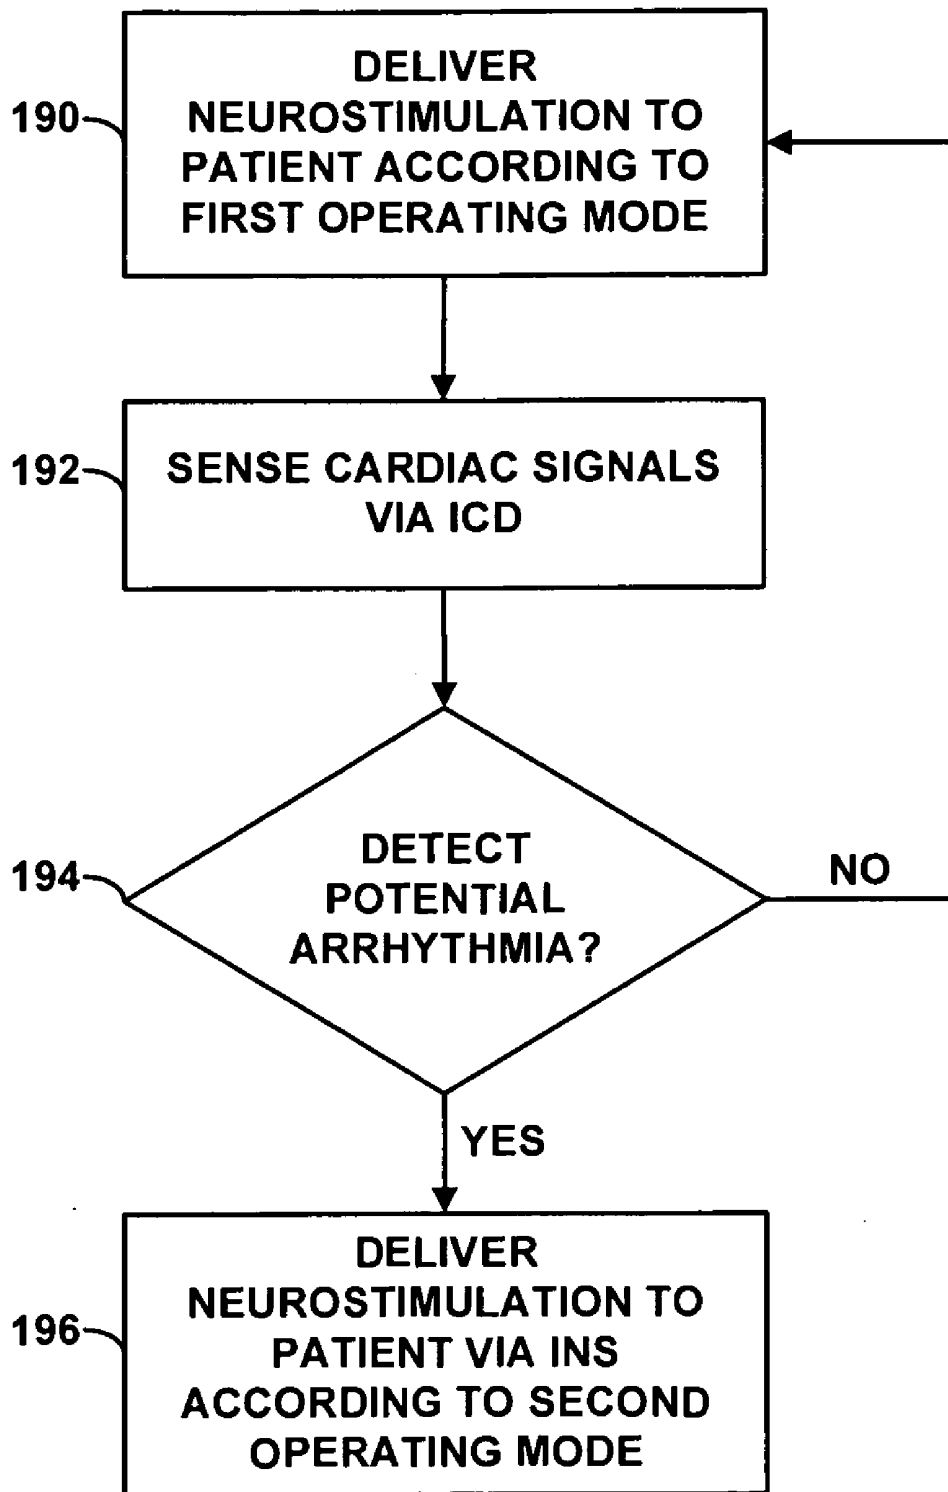 190
DELIVER
NEUROSTIMULATION TO
PATIENT ACCORDING TO
FIRST OPERATING MODE
192
SENSE CARDIAC SIGNALS
VIA ICD
194
DETECT
POTENTIAL
ARRHYTHMIA?
NO
YES
196
DELIVER
NEUROSTIMULATION TO
PATIENT VIA INS
ACCORDING TO SECOND
OPERATING MODE